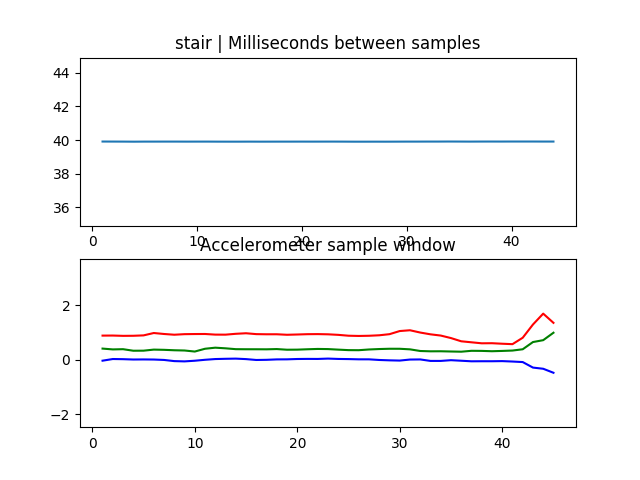 stair | Milliseconds between samples
44
42
40
38
36
0 10 20 30 40
Accelerometer sample window
2
0
−2
0 10 20 30 40